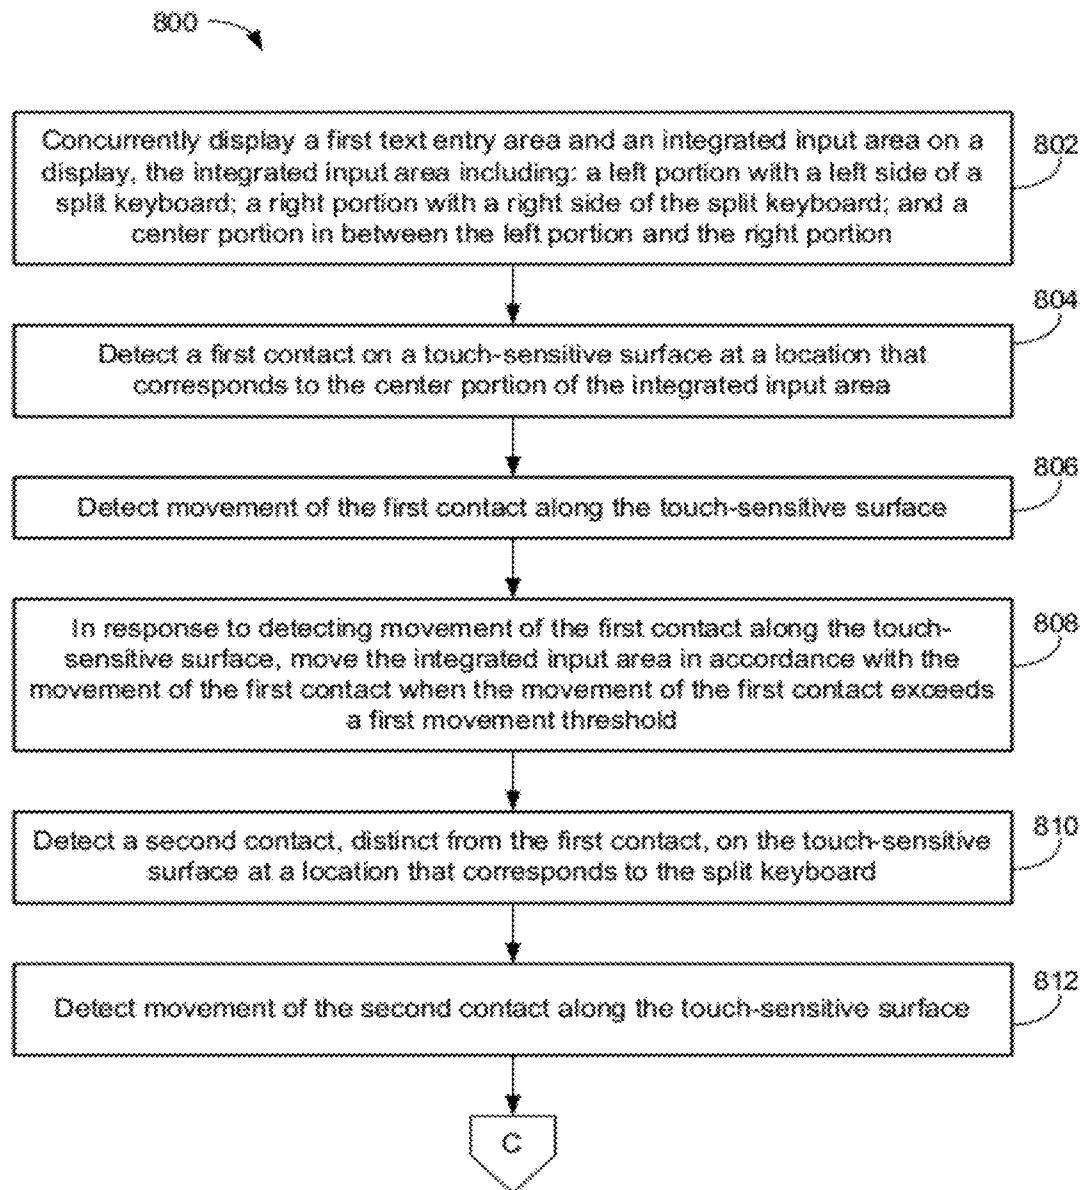 800
Concurrently display a first text entry area and an integrated input area on a
display, the integrated input area including: a left portion with a left side of a
split keyboard; a right portion with a right side of the split keyboard; and a
center portion in between the left portion and the right portion
802
Detect a first contact on a touch-sensitive surface at a location that
corresponds to the center portion of the integrated input area
804
Detect movement of the first contact along the touch-sensitive surface
806
In response to detecting movement of the first contact along the touch-
sensitive surface, move the integrated input area in accordance with the
movement of the first contact when the movement of the first contact exceeds
a first movement threshold
808
Detect a second contact, distinct from the first contact, on the touch-sensitive
surface at a location that corresponds to the split keyboard
810
Detect movement of the second contact along the touch-sensitive surface
812
C